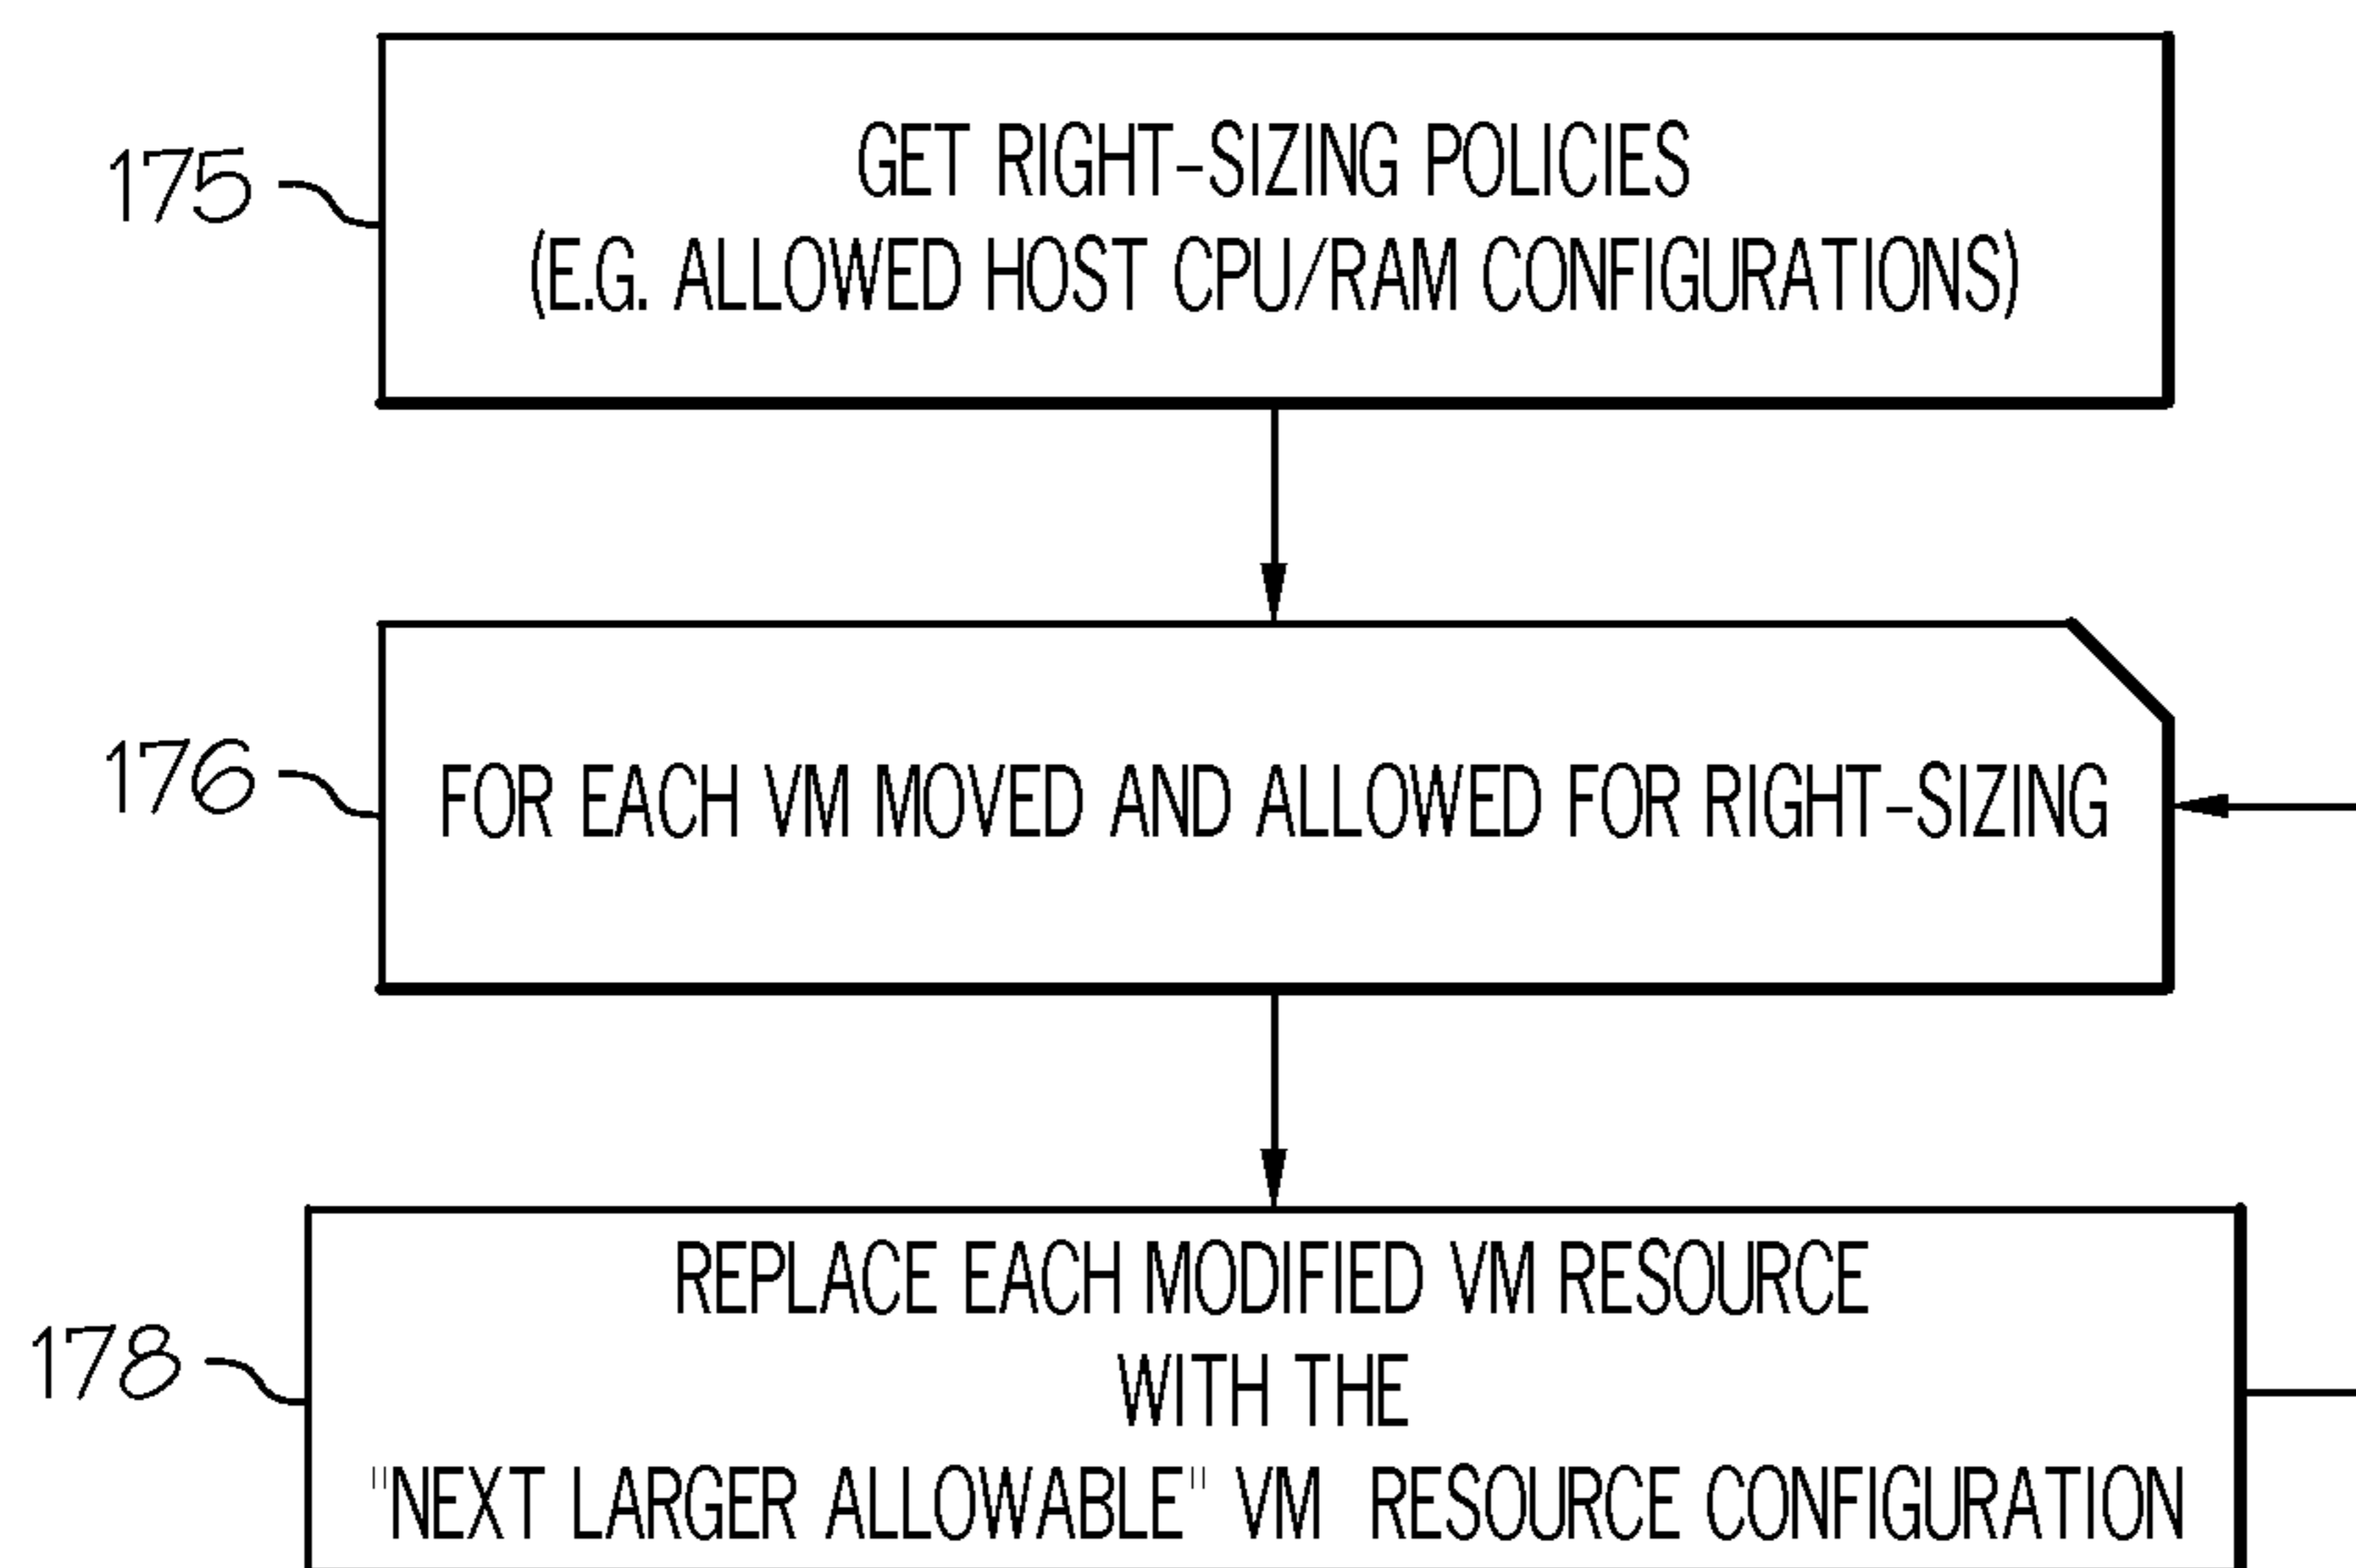 175
GET RIGHT-SIZING POLICIES
(E.G. ALLOWED HOST CPU/RAM CONFIGURATIONS)
176
FOR EACH VM MOVED AND ALLOWED FOR RIGHT-SIZING
178
REPLACE EACH MODIFIED VM RESOURCE
WITH THE
"NEXT LARGER ALLOWABLE" VM RESOURCE CONFIGURATION